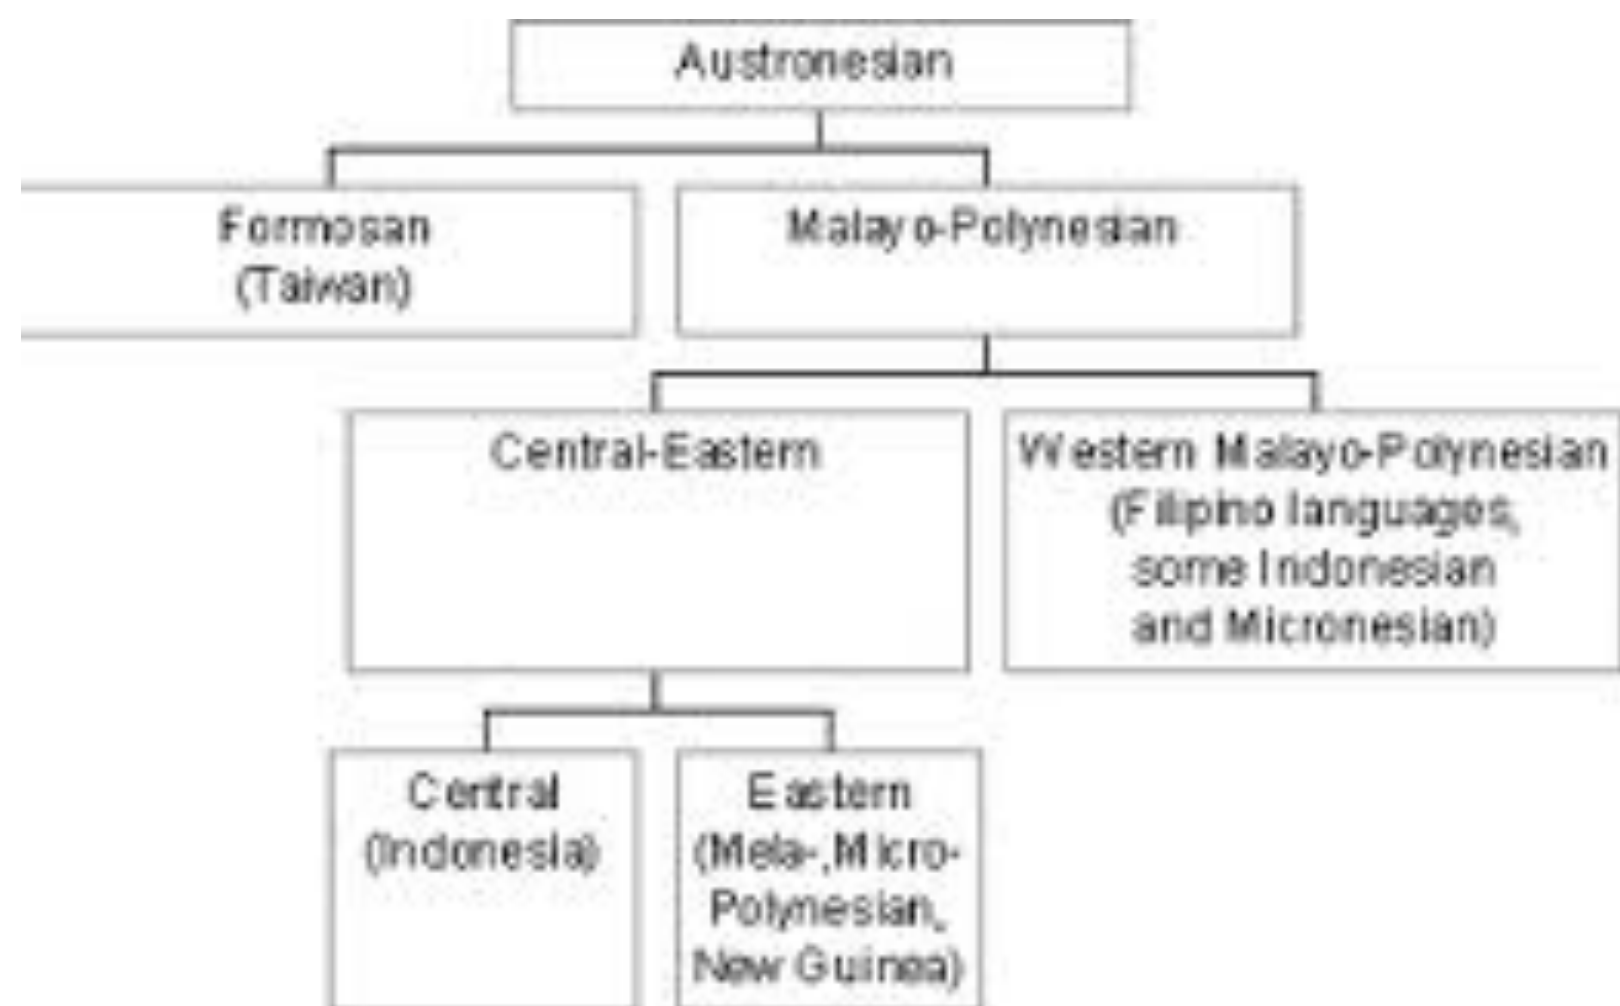 Austronesian
Formosan
(Taiwan)
Malayo-Polynesian
Central-Eastern
Western Malayo-Polynesian
(Filipino languages,
some Indonesian
and Micronesian)
Central
(Indonesia)
Eastern
(Mela-,Micro-
Polynesian,
New Guinea)